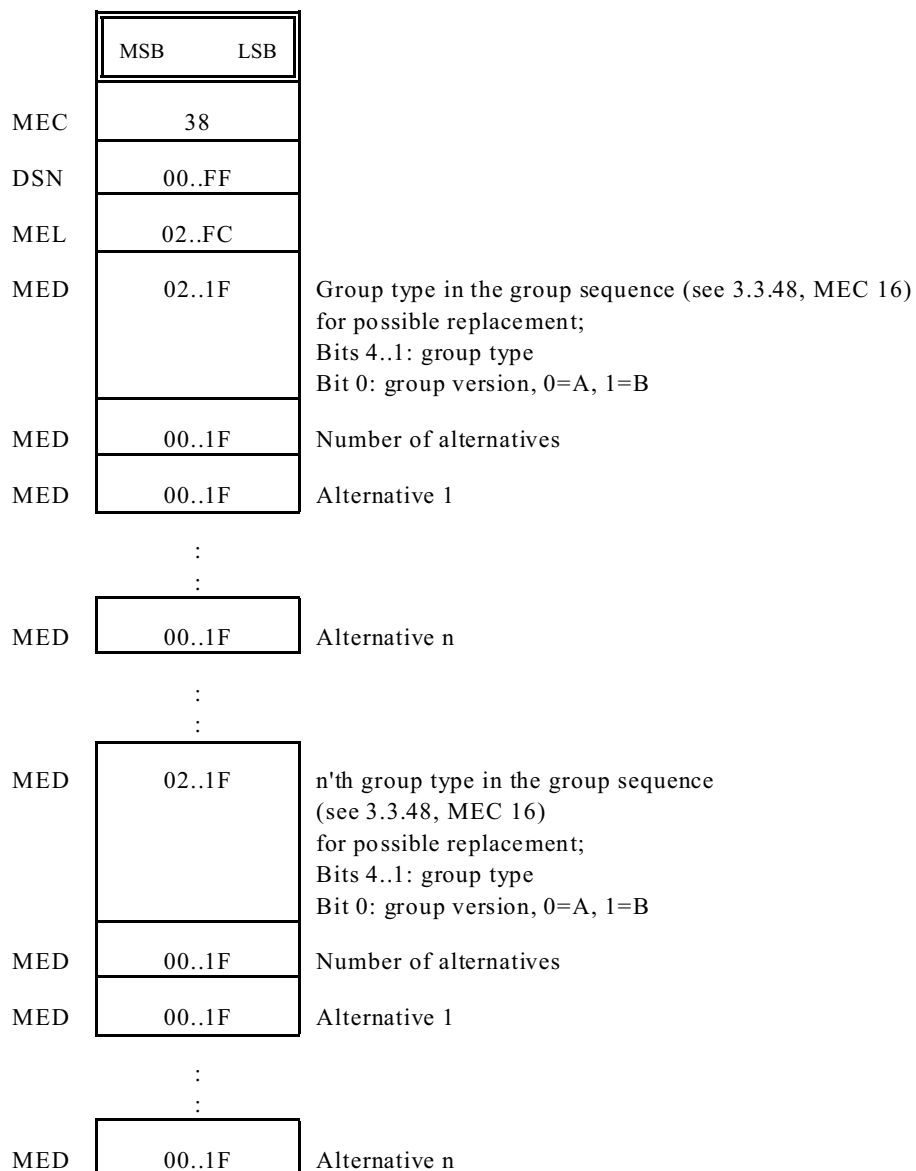 MSB LSB
MEC 38
DSN 00..FF
MEL 02..FC
MED 02..1F Group type in the group sequence (see 3.3.48, MEC 16)
for possible replacement;
Bits 4..1: group type
Bit 0: group version, 0=A, 1=B
MED 00..1F Number of alternatives
MED 00..1F Alternative 1
:
:
MED 00..1F Alternative n
:
:
MED 02..1F n'th group type in the group sequence
(see 3.3.48, MEC 16)
for possible replacement;
Bits 4..1: group type
Bit 0: group version, 0=A, 1=B
MED 00..1F Number of alternatives
MED 00..1F Alternative 1
:
:
MED 00..1F Alternative n